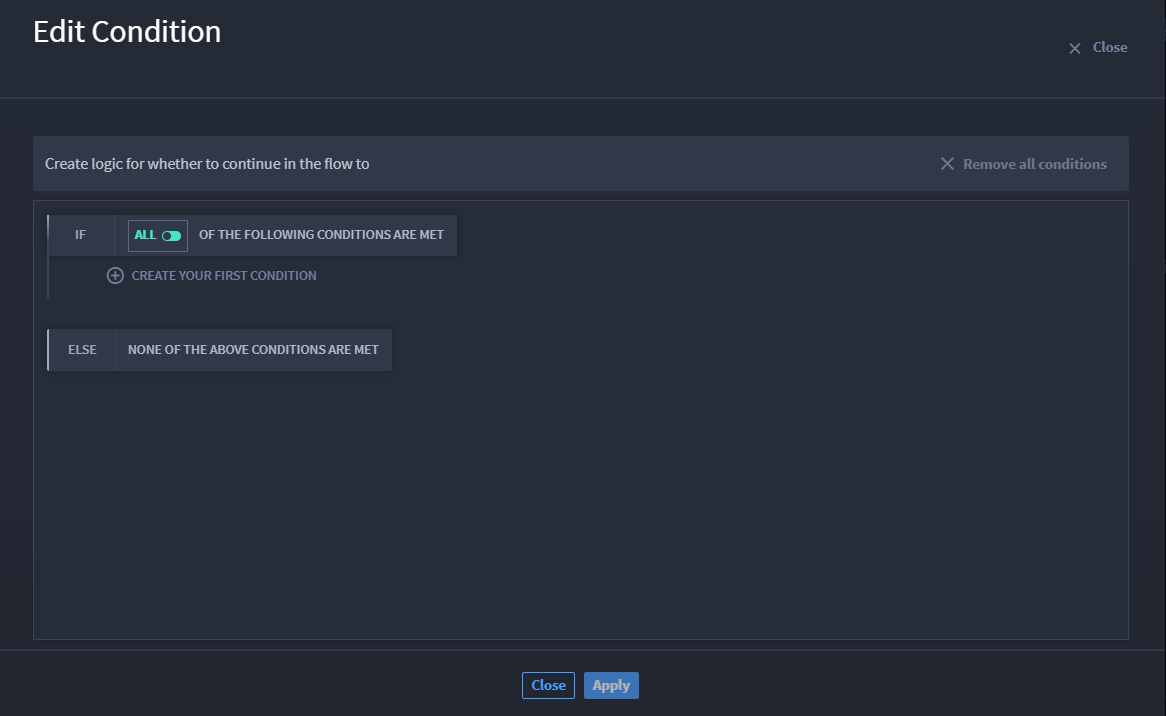 Edit Condition
Close
Create logic for whether to continue in the flow to
Remove all conditions
IF ALL OF THE FOLLOWING CONDITIONS ARE MET
CREATE YOUR FIRST CONDITION
ELSE NONE OF THE ABOVE CONDITIONS ARE MET
Close Apply